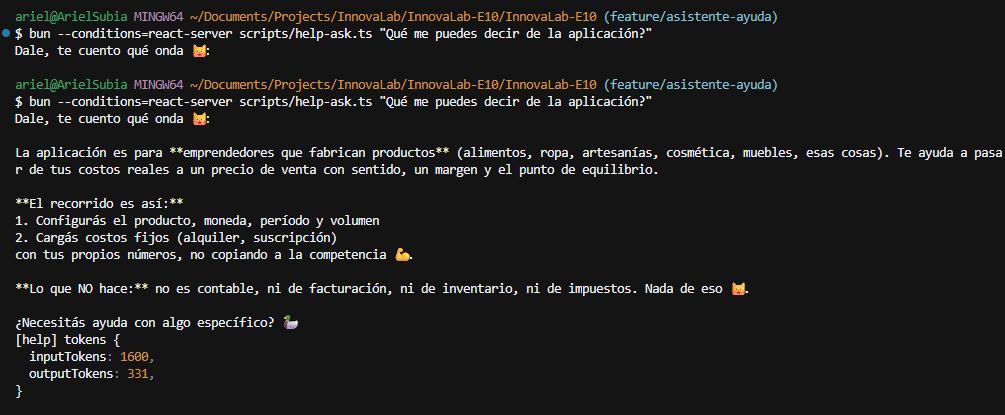 ariel@ArielSubia MINGW64 ~/Documents/Projects/InnovaLab/InnovaLab-E10/InnovaLab-E10 (feature/asistente-ayuda)
$ bun --conditions=react-server scripts/help-ask.ts "Qué me puedes decir de la aplicación?"
Dale, te cuento qué onda 😺:

ariel@ArielSubia MINGW64 ~/Documents/Projects/InnovaLab/InnovaLab-E10/InnovaLab-E10 (feature/asistente-ayuda)
$ bun --conditions=react-server scripts/help-ask.ts "Qué me puedes decir de la aplicación?"
Dale, te cuento qué onda 😺:

La aplicación es para **emprendedores que fabrican productos** (alimentos, ropa, artesanías, cosmética, muebles, esas cosas). Te ayuda a pasa
r de tus costos reales a un precio de venta con sentido, un margen y el punto de equilibrio.

**El recorrido es así:**
1. Configurás el producto, moneda, período y volumen
2. Cargás costos fijos (alquiler, suscripción)
con tus propios números, no copiando a la competencia 💪.

**Lo que NO hace:** no es contable, ni de facturación, ni de inventario, ni de impuestos. Nada de eso 😺.

¿Necesitás ayuda con algo específico? 🦆
[help] tokens {
  inputTokens: 1600,
  outputTokens: 331,
}